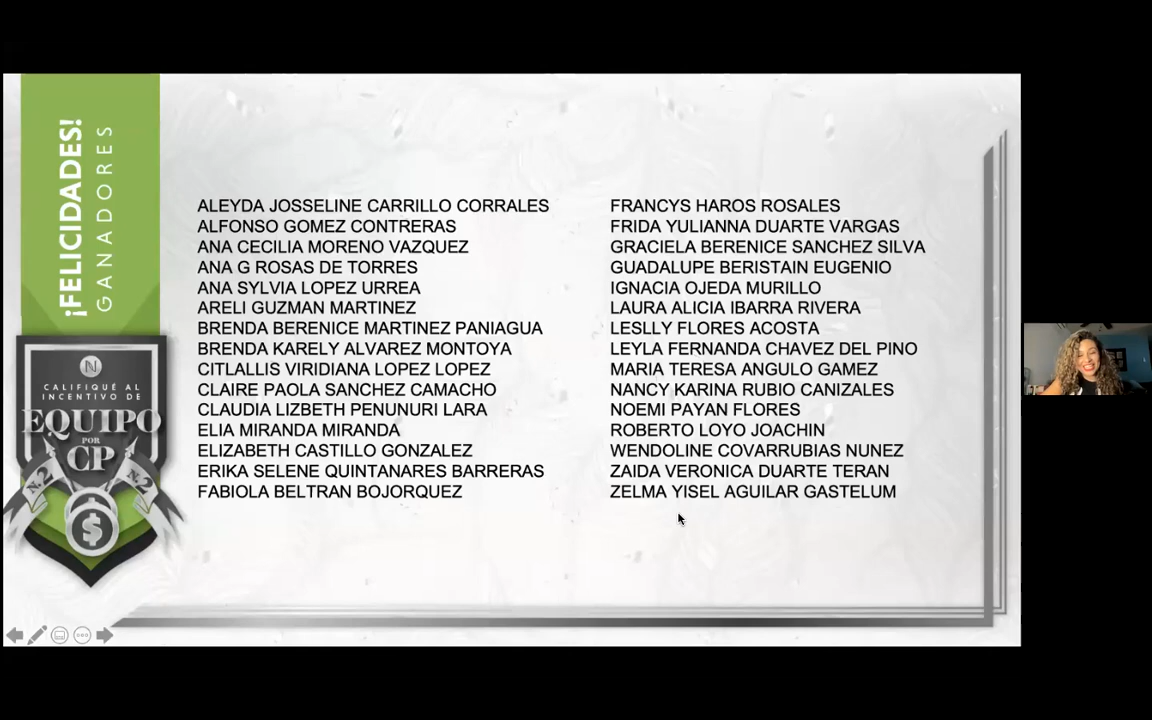 ¡FELICIDADES!
GANADORES
N
CALIFIQUÉ AL
INCENTIVO DE
EQUIPO
POR
CP
N.2
N.2
$
ALEYDA JOSSELINE CARRILLO CORRALES
ALFONSO GOMEZ CONTRERAS
ANA CECILIA MORENO VAZQUEZ
ANA G ROSAS DE TORRES
ANA SYLVIA LOPEZ URREA
ARELI GUZMAN MARTINEZ
BRENDA BERENICE MARTINEZ PANIAGUA
BRENDA KARELY ALVAREZ MONTOYA
CITLALLIS VIRIDIANA LOPEZ LOPEZ
CLAIRE PAOLA SANCHEZ CAMACHO
CLAUDIA LIZBETH PENUNURI LARA
ELIA MIRANDA MIRANDA
ELIZABETH CASTILLO GONZALEZ
ERIKA SELENE QUINTANARES BARRERAS
FABIOLA BELTRAN BOJORQUEZ
FRANCYS HAROS ROSALES
FRIDA YULIANNA DUARTE VARGAS
GRACIELA BERENICE SANCHEZ SILVA
GUADALUPE BERISTAIN EUGENIO
IGNACIA OJEDA MURILLO
LAURA ALICIA IBARRA RIVERA
LESLLY FLORES ACOSTA
LEYLA FERNANDA CHAVEZ DEL PINO
MARIA TERESA ANGULO GAMEZ
NANCY KARINA RUBIO CANIZALES
NOEMI PAYAN FLORES
ROBERTO LOYO JOACHIN
WENDOLINE COVARRUBIAS NUNEZ
ZAIDA VERONICA DUARTE TERAN
ZELMA YISEL AGUILAR GASTELUM